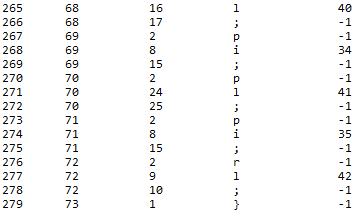 265 68 16 l 40
266 68 17 ; -1
267 69 2 p -1
268 69 8 i 34
269 69 15 ; -1
270 70 2 p -1
271 70 24 l 41
272 70 25 ; -1
273 71 2 p -1
274 71 8 i 35
275 71 15 ; -1
276 72 2 r -1
277 72 9 l 42
278 72 10 ; -1
279 73 1 } -1